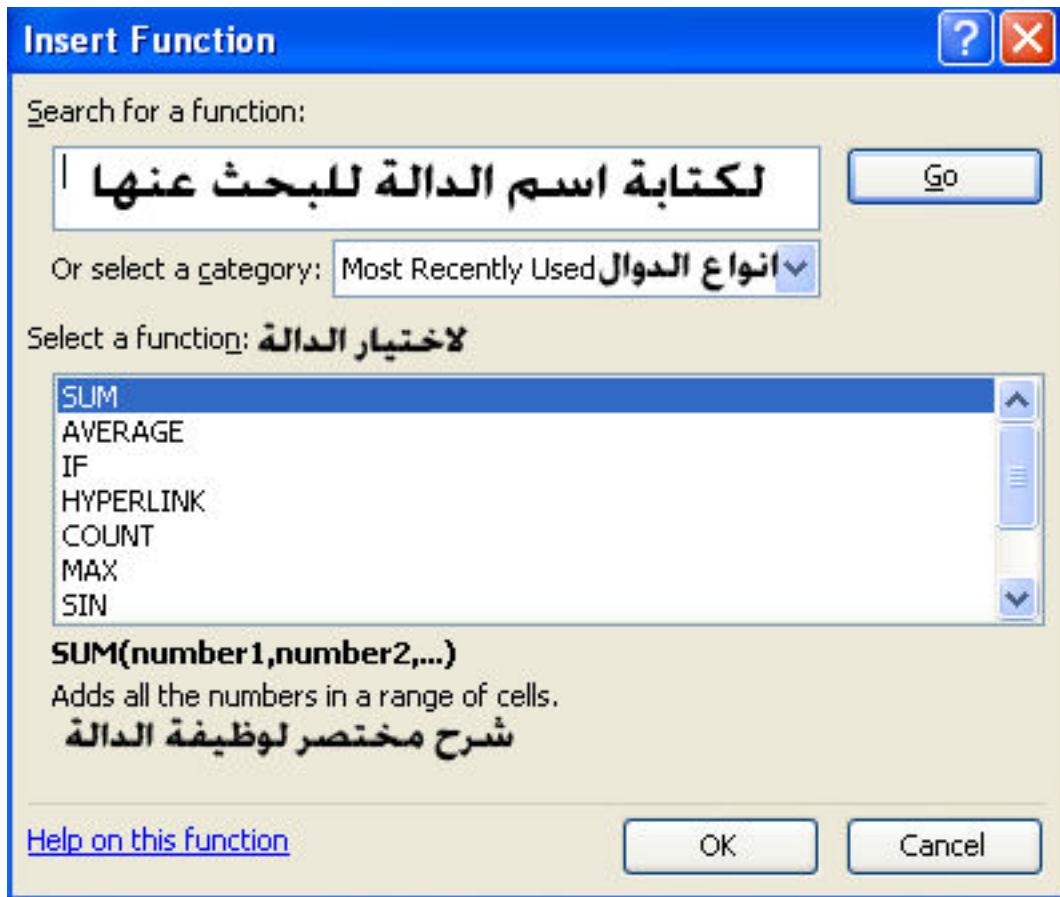 Insert Function
Search for a function:
لكتابة اسم الدالة للبحث عنها
Go
Or select a category: Most Recently Used انواع الدوال
Select a function: لاختيار الدالة
SUM
AVERAGE
IF
HYPERLINK
COUNT
MAX
SIN
SUM(number1,number2,...)
Adds all the numbers in a range of cells.
شرح مختصر لوظيفة الدالة
Help on this function
OK
Cancel